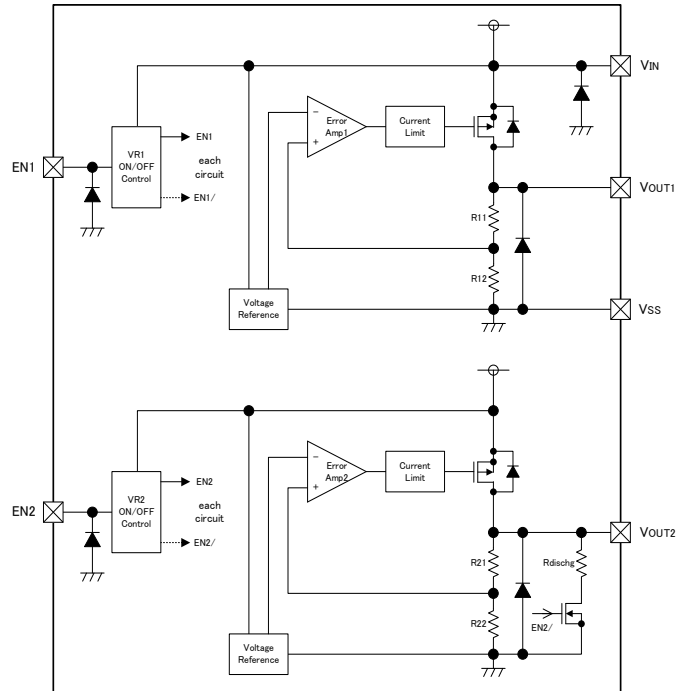 VIN
EN1
VR1
ON/OFF
Control
EN1
each
circuit
EN1/
−
+
Error
Amp1
Current
Limit
VOUT1
R11
R12
Voltage
Reference
VSS
EN2
VR2
ON/OFF
Control
EN2
each
circuit
EN2/
−
+
Error
Amp2
Current
Limit
VOUT2
R21
Rdischg
R22
EN2/
Voltage
Reference